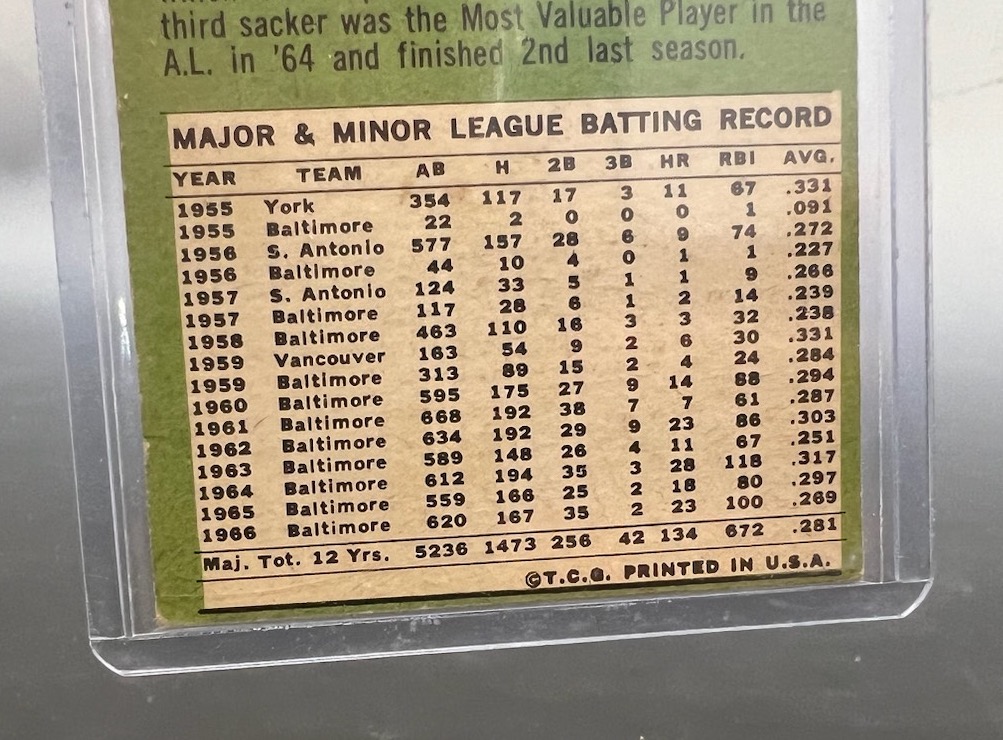 third sacker was the Most Valuable Player in the
A.L. in '64 and finished 2nd last season.
MAJOR & MINOR LEAGUE BATTING RECORD
YEAR TEAM AB H 2B 3B HR RBI AVG.
1955 York 354 117 17 3 11 67 .331
1955 Baltimore 22 2 0 0 0 1 .091
1956 S. Antonio 577 157 28 6 9 74 .272
1956 Baltimore 44 10 4 0 1 1 .227
1957 S. Antonio 124 33 5 1 1 9 .266
1957 Baltimore 117 28 6 1 2 14 .239
1958 Baltimore 463 110 16 3 3 32 .238
1959 Vancouver 163 54 9 2 6 30 .331
1959 Baltimore 313 89 15 2 4 24 .284
1960 Baltimore 595 175 27 9 14 88 .294
1961 Baltimore 668 192 38 7 7 61 .287
1962 Baltimore 634 192 29 9 23 86 .303
1963 Baltimore 589 148 26 4 11 67 .251
1964 Baltimore 612 194 35 3 28 118 .317
1965 Baltimore 559 166 25 2 18 80 .297
1966 Baltimore 620 167 35 2 23 100 .269
Maj. Tot. 12 Yrs. 5236 1473 256 42 134 672 .281
©T.C.G. PRINTED IN U.S.A.